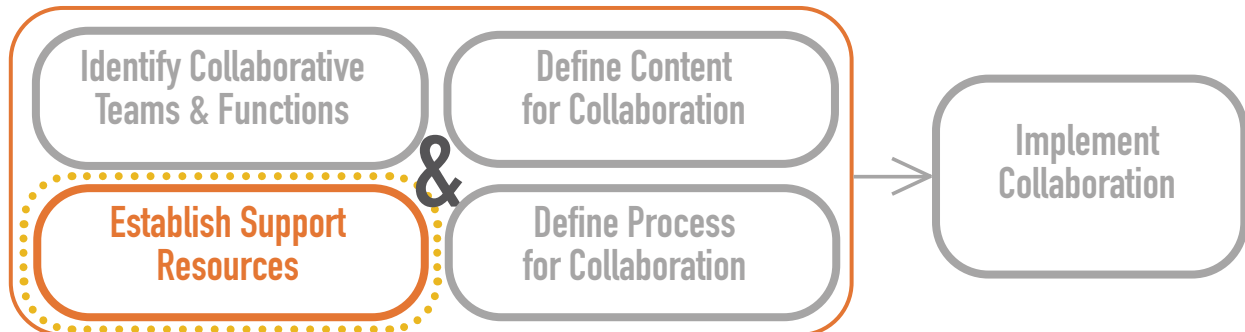 Identify Collaborative
Teams & Functions
Define Content
for Collaboration
&
Establish Support
Resources
Define Process
for Collaboration
Implement
Collaboration